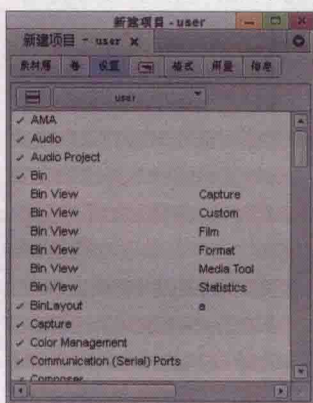 新建项目 - user
新建项目 - user ×
素材屏 卷 设置 格式 用量 信息
user
✓ AMA
✓ Audio
✓ Audio Project
✓ Bin
Bin View Capture
Bin View Custom
Bin View Film
Bin View Format
Bin View Media Tool
Bin View Statistics
✓ BinLayout a
✓ Capture
✓ Color Management
✓ Communication (Serial) Ports
✓ Composer